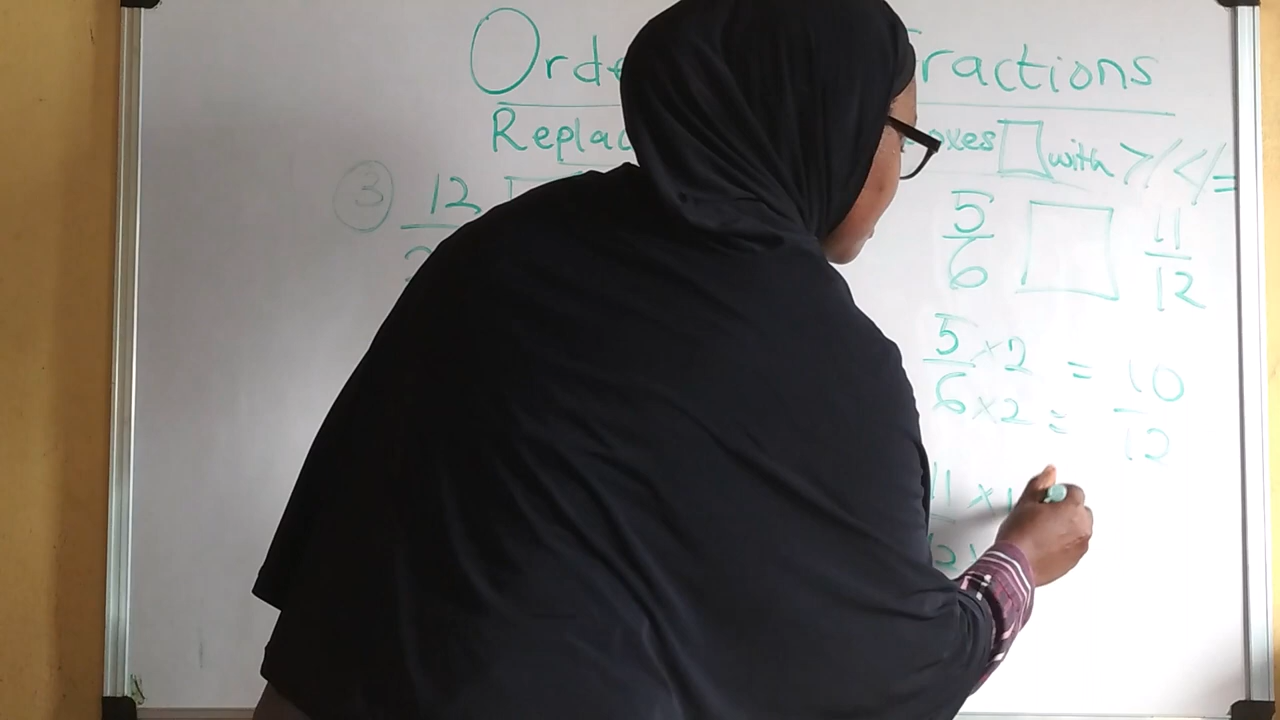 Orde ractions
Replac oxes □ with >/</=
③ 12
5/6 □ 11/12
5/6 ×2 ×2 = = 10/12
11 × 1